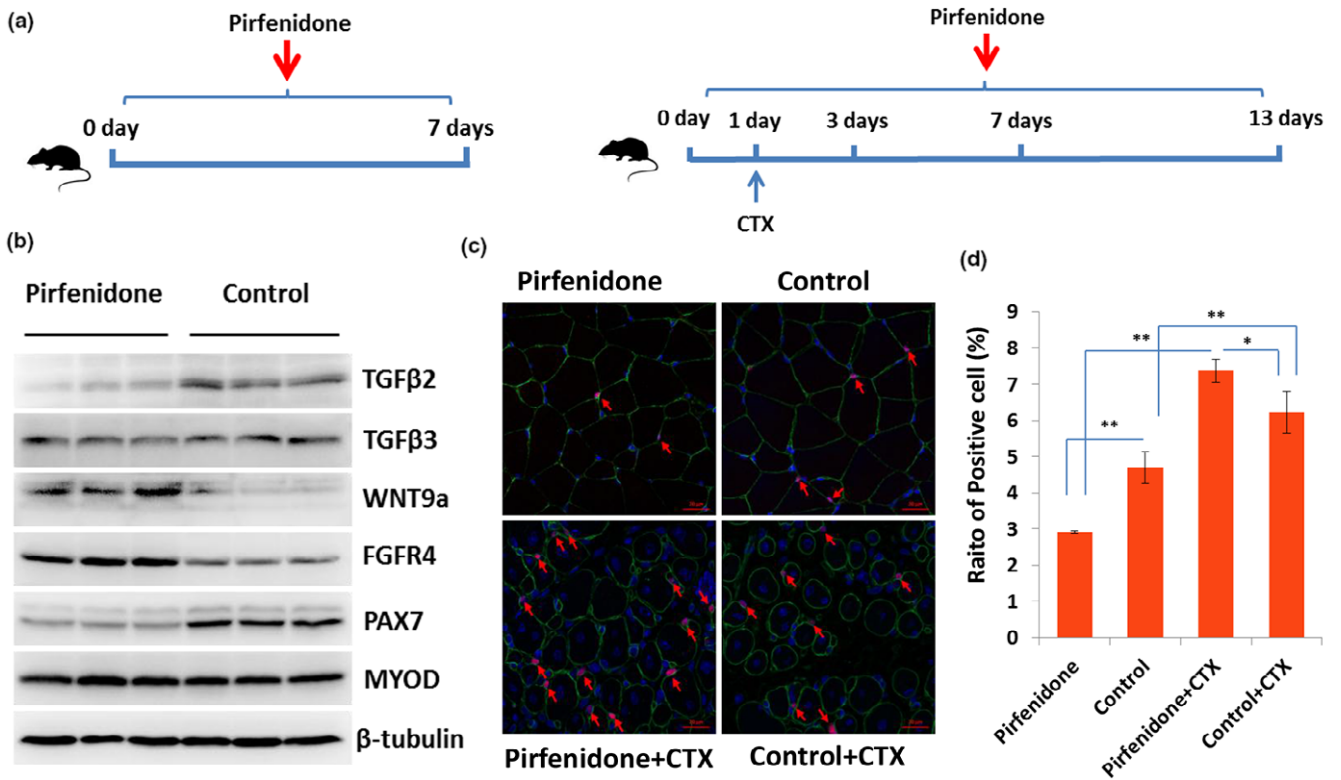 (a)
Pirfenidone
0 day
7 days
Pirfenidone
0 day
1 day
3 days
7 days
13 days
CTX
(b)
Pirfenidone
Control
TGFβ2
TGFβ3
WNT9a
FGFR4
PAX7
MYOD
β-tubulin
(c)
Pirfenidone
Control
Pirfenidone+CTX
Control+CTX
(d)
Raito of Positive cell (%)
9
8
7
6
5
4
3
2
1
0
**
**
**
*
Pirfenidone
Control
Pirfenidone+CTX
Control+CTX